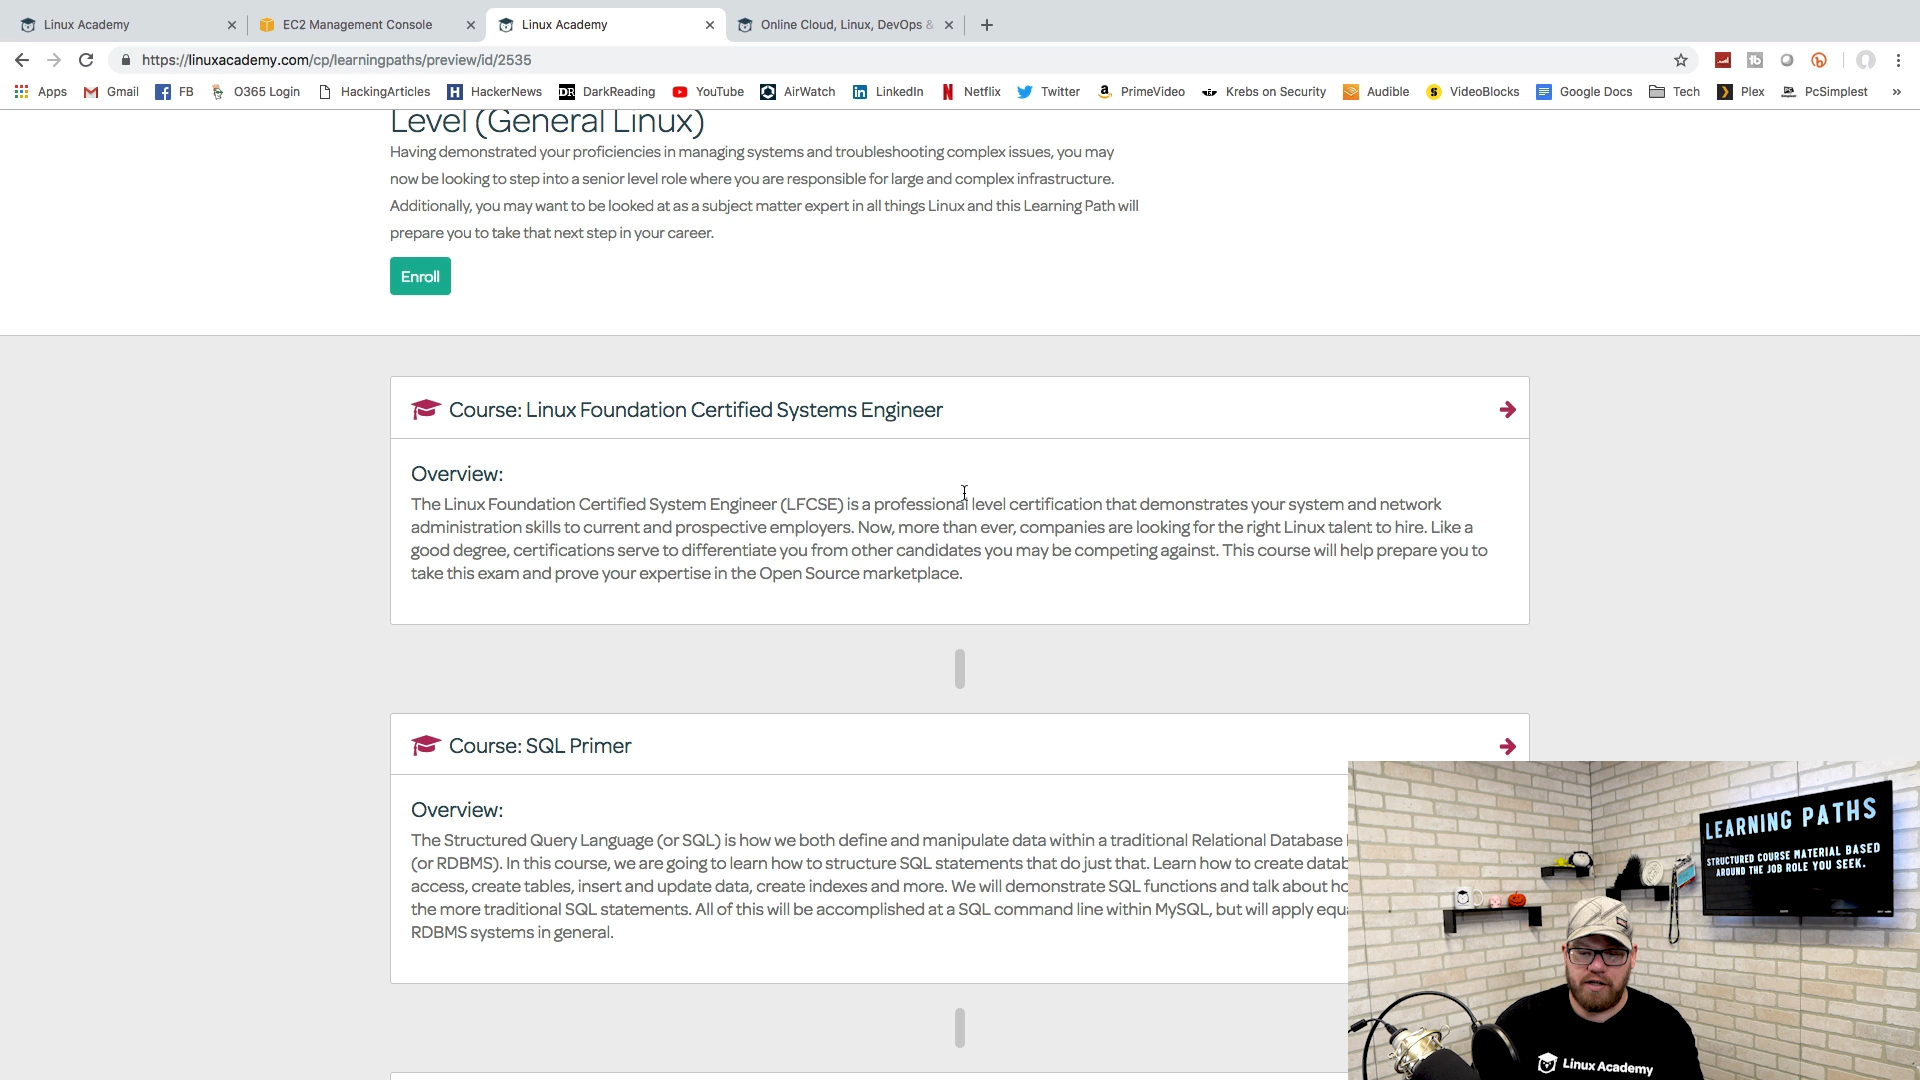 Linux Academy
EC2 Management Console
Linux Academy
Online Cloud, Linux, DevOps &
https://linuxacademy.com/cp/learningpaths/preview/id/2535
Apps
Gmail
FB
O365 Login
HackingArticles
HackerNews
DarkReading
YouTube
AirWatch
LinkedIn
Netflix
Twitter
PrimeVideo
Krebs on Security
Audible
VideoBlocks
Google Docs
Tech
Plex
PcSimplest
»
Level (General Linux)
Having demonstrated your proficiencies in managing systems and troubleshooting complex issues, you may
now be looking to step into a senior level role where you are responsible for large and complex infrastructure.
Additionally, you may want to be looked at as a subject matter expert in all things Linux and this Learning Path will
prepare you to take that next step in your career.
Enroll
Course: Linux Foundation Certified Systems Engineer
Overview:
The Linux Foundation Certified System Engineer (LFCSE) is a professional level certification that demonstrates your system and network
administration skills to current and prospective employers. Now, more than ever, companies are looking for the right Linux talent to hire. Like a
good degree, certifications serve to differentiate you from other candidates you may be competing against. This course will help prepare you to
take this exam and prove your expertise in the Open Source marketplace.
Course: SQL Primer
Overview:
The Structured Query Language (or SQL) is how we both define and manipulate data within a traditional Relational Database
(or RDBMS). In this course, we are going to learn how to structure SQL statements that do just that. Learn how to create
access, create tables, insert and update data, create indexes and more. We will demonstrate SQL functions and talk about
the more traditional SQL statements. All of this will be accomplished at a SQL command line within MySQL, but will apply
RDBMS systems in general.
LEARNING PATHS
STRUCTURED COURSE MATERIAL BASED
AROUND THE JOB ROLE YOU SEEK.
Linux Academy